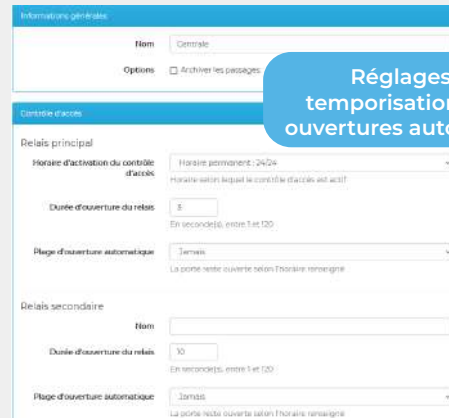 Informations générales
Nom
Centrale
Options
Archiver les passages
Réglages
temporisation
ouvertures auto
Contrôle d'accès
Relais principal
Horaire d'activation du contrôle
d'accès
Horaire permanent : 24/24
Horaire selon lequel le contrôle d'accès est actif
Durée d'ouverture du relais
En seconde(s), entre 1 et 120
Plage d'ouverture automatique
Jamais
La porte reste ouverte selon l'horaire renseigné
Relais secondaire
Nom
Durée d'ouverture du relais
10
En seconde(s), entre 1 et 120
Plage d'ouverture automatique
Jamais
La porte reste ouverte selon l'horaire renseigné